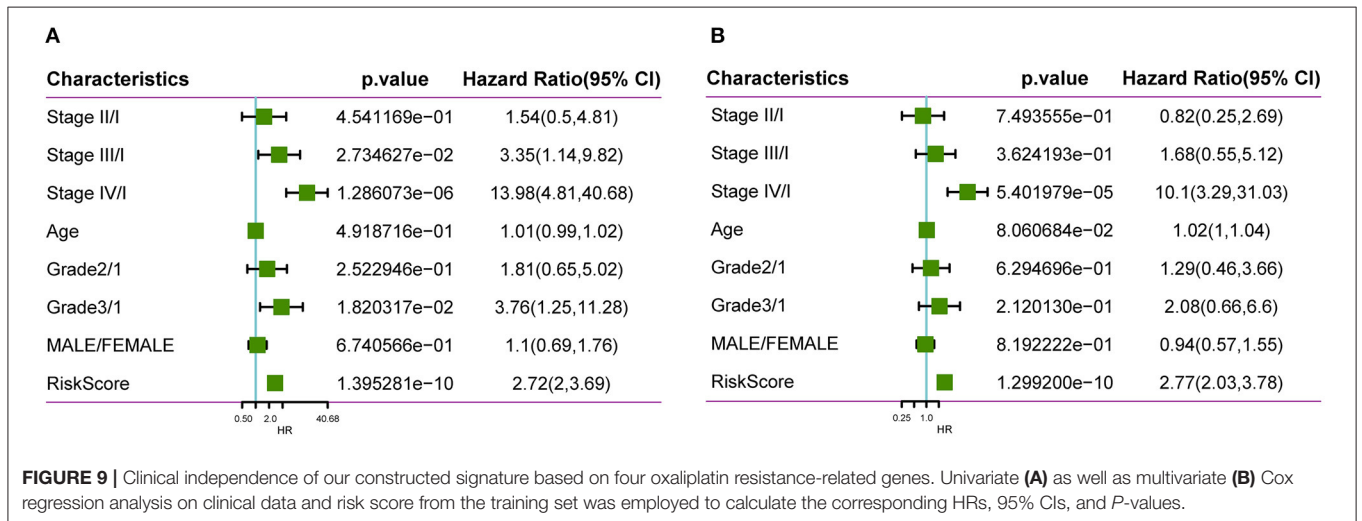 A
Characteristics p.value Hazard Ratio(95% CI)
Stage II/I 4.541169e−01 1.54(0.5,4.81)
Stage III/I 2.734627e−02 3.35(1.14,9.82)
Stage IV/I 1.286073e−06 13.98(4.81,40.68)
Age 4.918716e−01 1.01(0.99,1.02)
Grade2/1 2.522946e−01 1.81(0.65,5.02)
Grade3/1 1.820317e−02 3.76(1.25,11.28)
MALE/FEMALE 6.740566e−01 1.1(0.69,1.76)
RiskScore 1.395281e−10 2.72(2,3.69)
0.50 2.0 40.68
HR
B
Characteristics p.value Hazard Ratio(95% CI)
Stage II/I 7.493555e−01 0.82(0.25,2.69)
Stage III/I 3.624193e−01 1.68(0.55,5.12)
Stage IV/I 5.401979e−05 10.1(3.29,31.03)
Age 8.060684e−02 1.02(1,1.04)
Grade2/1 6.294696e−01 1.29(0.46,3.66)
Grade3/1 2.120130e−01 2.08(0.66,6.6)
MALE/FEMALE 8.192222e−01 0.94(0.57,1.55)
RiskScore 1.299200e−10 2.77(2.03,3.78)
0.25 1.0
HR
FIGURE 9 | Clinical independence of our constructed signature based on four oxaliplatin resistance-related genes. Univariate (A) as well as multivariate (B) Cox
regression analysis on clinical data and risk score from the training set was employed to calculate the corresponding HRs, 95% CIs, and P-values.